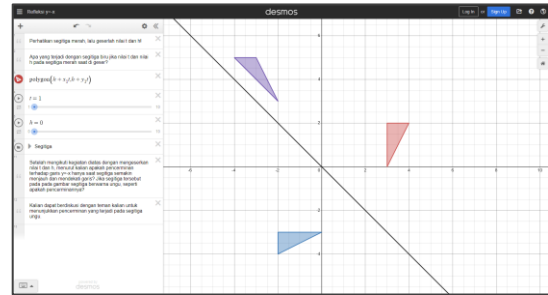 Refleksi y=-x
desmos
Log In or Sign Up
Perhatikan segitiga merah, lalu geserlah nilai t dan h!
Apa yang terjadi dengan segitiga biru jika nilai t dan nilai
h pada segitiga merah saat di geser?
t = 1
h = 0
Segitiga
Setelah mengikuti kegiatan diatas dengan mengeserkan
nilai t dan h, menurut kalian apakah pencerminan
terhadap garis y=-x hanya saat segitiga semakin
menjauh dan mendekati garis? Jika segitiga tersebut
pada pada gambar segitiga berwarna ungu, seperti
apakah pencerminannya?
Kalian dapat berdiskusi dengan teman kalian untuk
menunjukkan pencerminan yang terjadi pada segitiga
ungu.
desmos